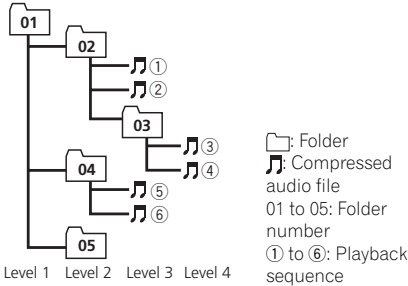 01
02
①
②
03
③
④
04
⑤
⑥
05
Level 1 Level 2 Level 3 Level 4
: Folder
: Compressed
audio file
01 to 05: Folder
number
① to ⑥: Playback
sequence